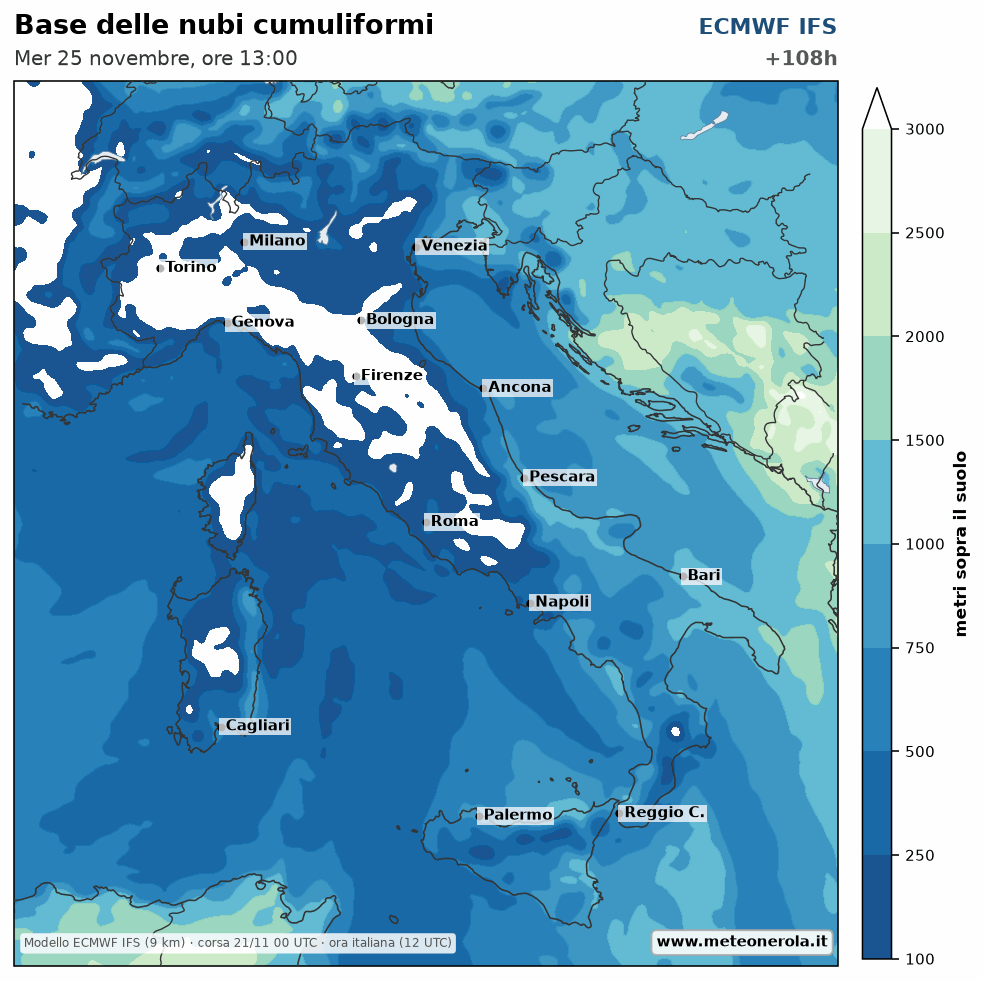 Base delle nubi cumuliformi
ECMWF IFS
Mer 25 novembre, ore 13:00
+108h
Milano
Venezia
Torino
Genova
Bologna
Firenze
Ancona
Pescara
Roma
Bari
Napoli
Cagliari
Palermo
Reggio C.
3000
2500
2000
1500
1000
750
500
250
100
metri sopra il suolo
Modello ECMWF IFS (9 km) · corsa 21/11 00 UTC · ora italiana (12 UTC)
www.meteonerola.it